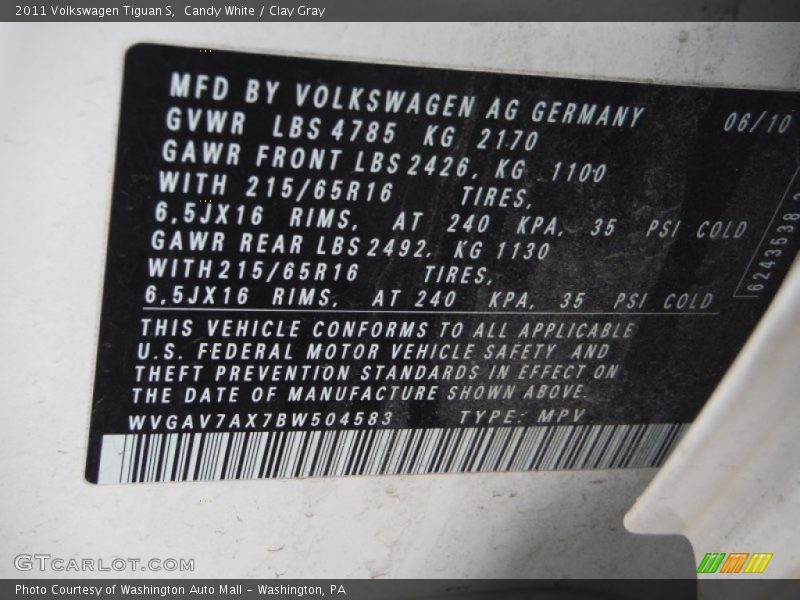 2011 Volkswagen Tiguan S, Candy White / Clay Gray
MFD BY VOLKSWAGEN AG GERMANY 06/10
GVWR LBS 4785 KG 2170
GAWR FRONT LBS 2426, KG 1100
WITH 215/65R16 TIRES,
6,5JX16 RIMS, AT 240 KPA, 35 PSI COLD
GAWR REAR LBS 2492, KG 1130
WITH 215/65R16 TIRES,
6,5JX16 RIMS, AT 240 KPA, 35 PSI COLD
6243538
THIS VEHICLE CONFORMS TO ALL APPLICABLE
U.S. FEDERAL MOTOR VEHICLE SAFETY AND
THEFT PREVENTION STANDARDS IN EFFECT ON
THE DATE OF MANUFACTURE SHOWN ABOVE
WVGAV7AX7BW504583 TYPE: MPV
GTCARLOT.COM
Photo Courtesy of Washington Auto Mall - Washington, PA